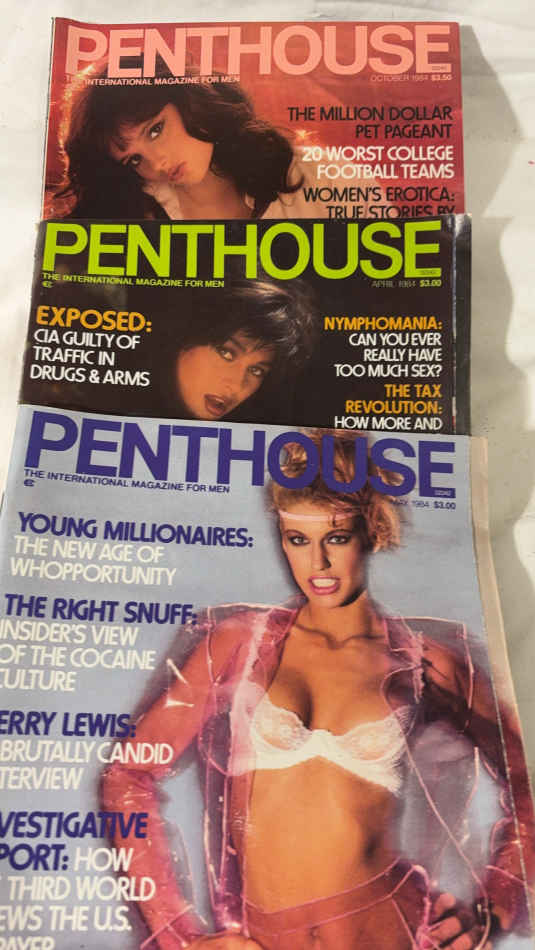 PENTHOUSE
THE INTERNATIONAL MAGAZINE FOR MEN
OCTOBER 1984 $3.50
THE MILLION DOLLAR
PET PAGEANT
20 WORST COLLEGE
FOOTBALL TEAMS
WOMEN'S EROTICA:
TRUE STORIES BY
PENTHOUSE
THE INTERNATIONAL MAGAZINE FOR MEN
APRIL 1984 $3.00
EXPOSED:
CIA GUILTY OF
TRAFFIC IN
DRUGS & ARMS
NYMPHOMANIA:
CAN YOU EVER
REALLY HAVE
TOO MUCH SEX?
THE TAX
REVOLUTION:
HOW MORE AND
PENTHOUSE
THE INTERNATIONAL MAGAZINE FOR MEN
MAY 1984 $3.00
YOUNG MILLIONAIRES:
THE NEW AGE OF
WHOPPORTUNITY
THE RIGHT SNUFF:
INSIDER'S VIEW
OF THE COCAINE
CULTURE
ERRY LEWIS:
BRUTALLY CANDID
TERVIEW
VESTIGATIVE
PORT: HOW
THIRD WORLD
EWS THE U.S.
PAYER